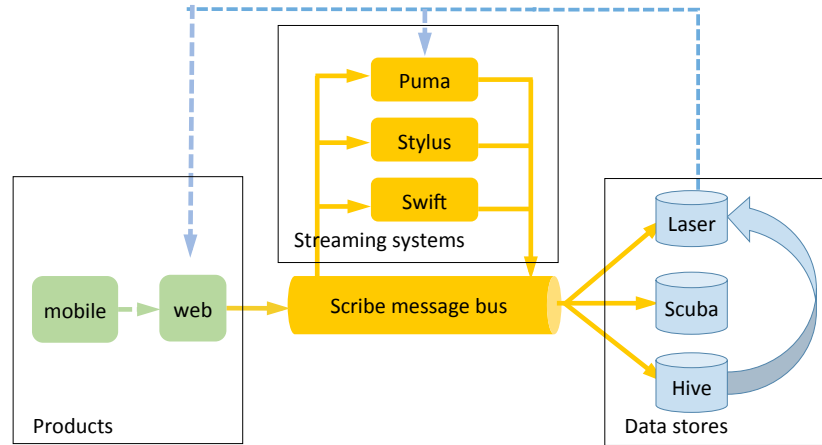 Puma
Stylus
Swift
Streaming systems
Laser
mobile
web
Scribe message bus
Scuba
Hive
Products
Data stores